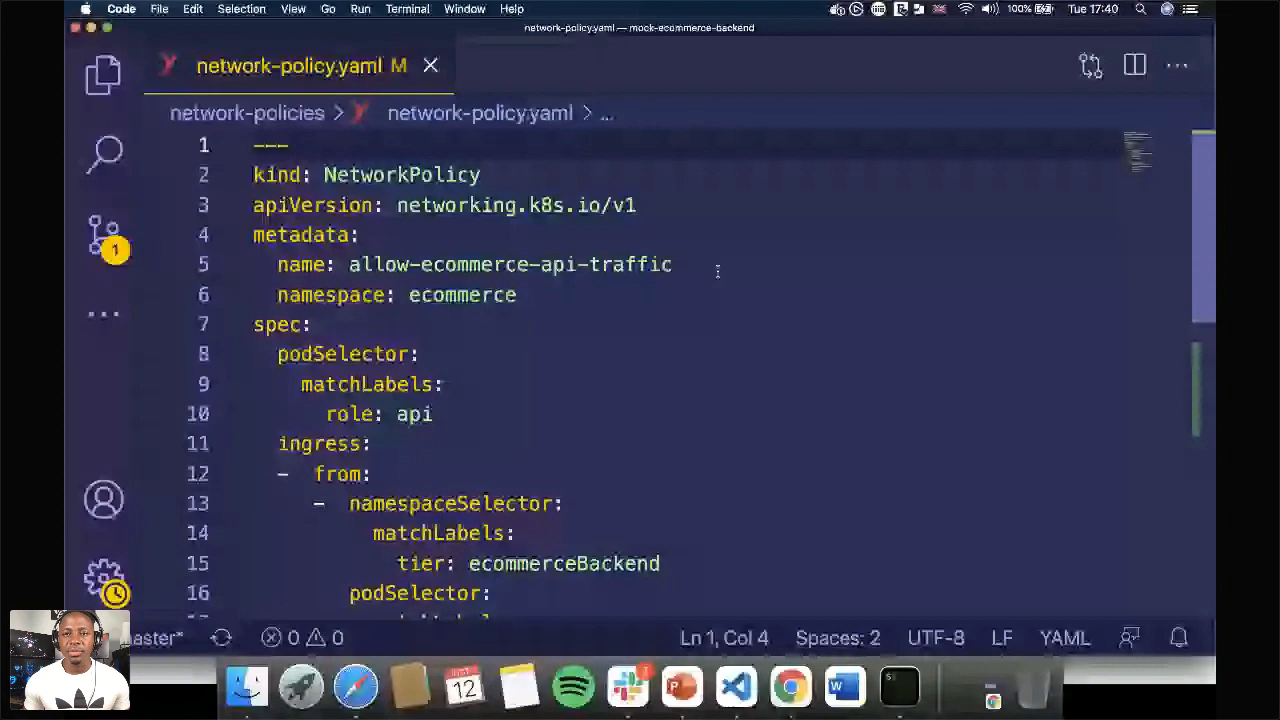 Code File Edit Selection View Go Run Terminal Window Help 100% Tue 17:40
network-policy.yaml — mock-ecommerce-backend
network-policy.yaml M
network-policies > network-policy.yaml > ...
1 ---
2 kind: NetworkPolicy
3 apiVersion: networking.k8s.io/v1
4 metadata:
5 name: allow-ecommerce-api-traffic
6 namespace: ecommerce
7 spec:
8 podSelector:
9 matchLabels:
10 role: api
11 ingress:
12 - from:
13 - namespaceSelector:
14 matchLabels:
15 tier: ecommerceBackend
16 podSelector:
1
master* 0 0 Ln 1, Col 4 Spaces: 2 UTF-8 LF YAML
12